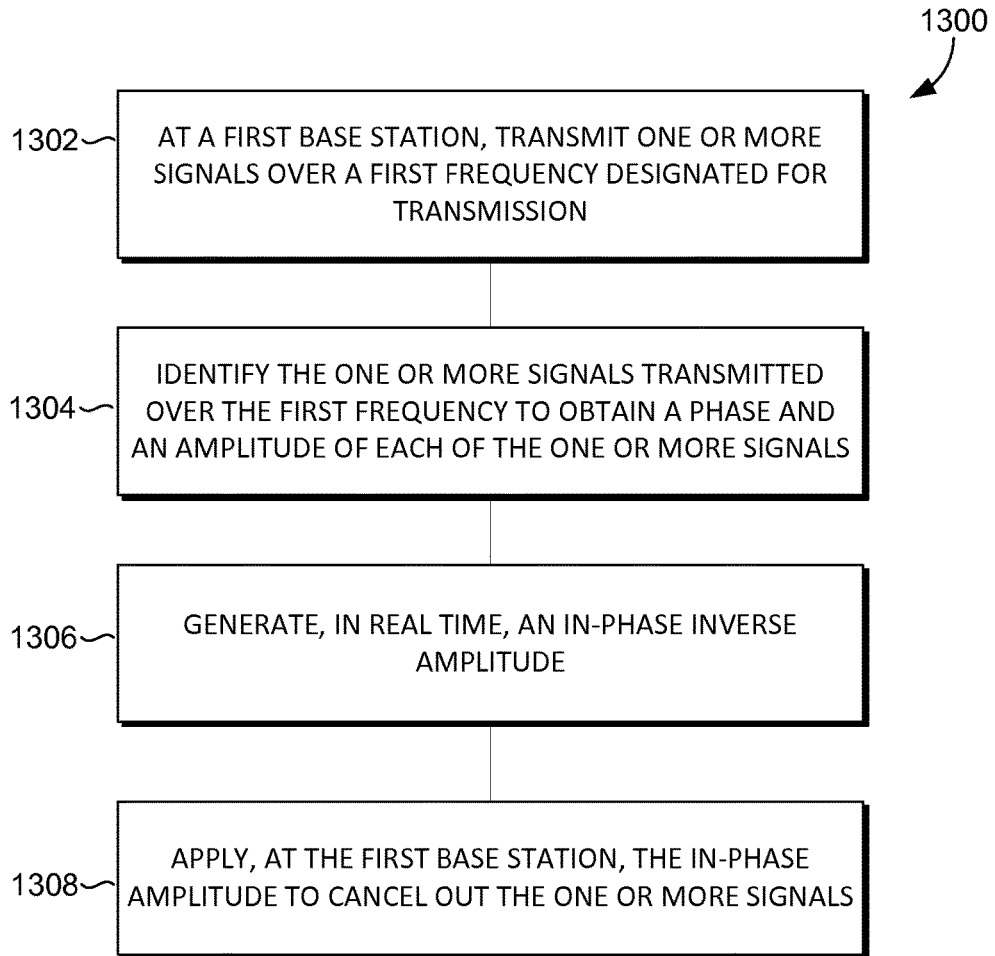 1300
1302
AT A FIRST BASE STATION, TRANSMIT ONE OR MORE
SIGNALS OVER A FIRST FREQUENCY DESIGNATED FOR
TRANSMISSION
1304
IDENTIFY THE ONE OR MORE SIGNALS TRANSMITTED
OVER THE FIRST FREQUENCY TO OBTAIN A PHASE AND
AN AMPLITUDE OF EACH OF THE ONE OR MORE SIGNALS
1306
GENERATE, IN REAL TIME, AN IN-PHASE INVERSE
AMPLITUDE
1308
APPLY, AT THE FIRST BASE STATION, THE IN-PHASE
AMPLITUDE TO CANCEL OUT THE ONE OR MORE SIGNALS